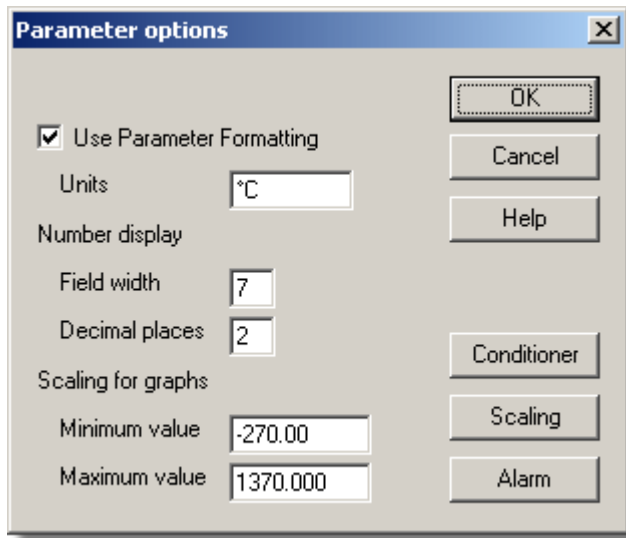 Parameter options
OK
Use Parameter Formatting
Cancel
Units
°C
Help
Number display
Field width
7
Decimal places
2
Conditioner
Scaling for graphs
Scaling
Minimum value
-270.00
Maximum value
1370.000
Alarm